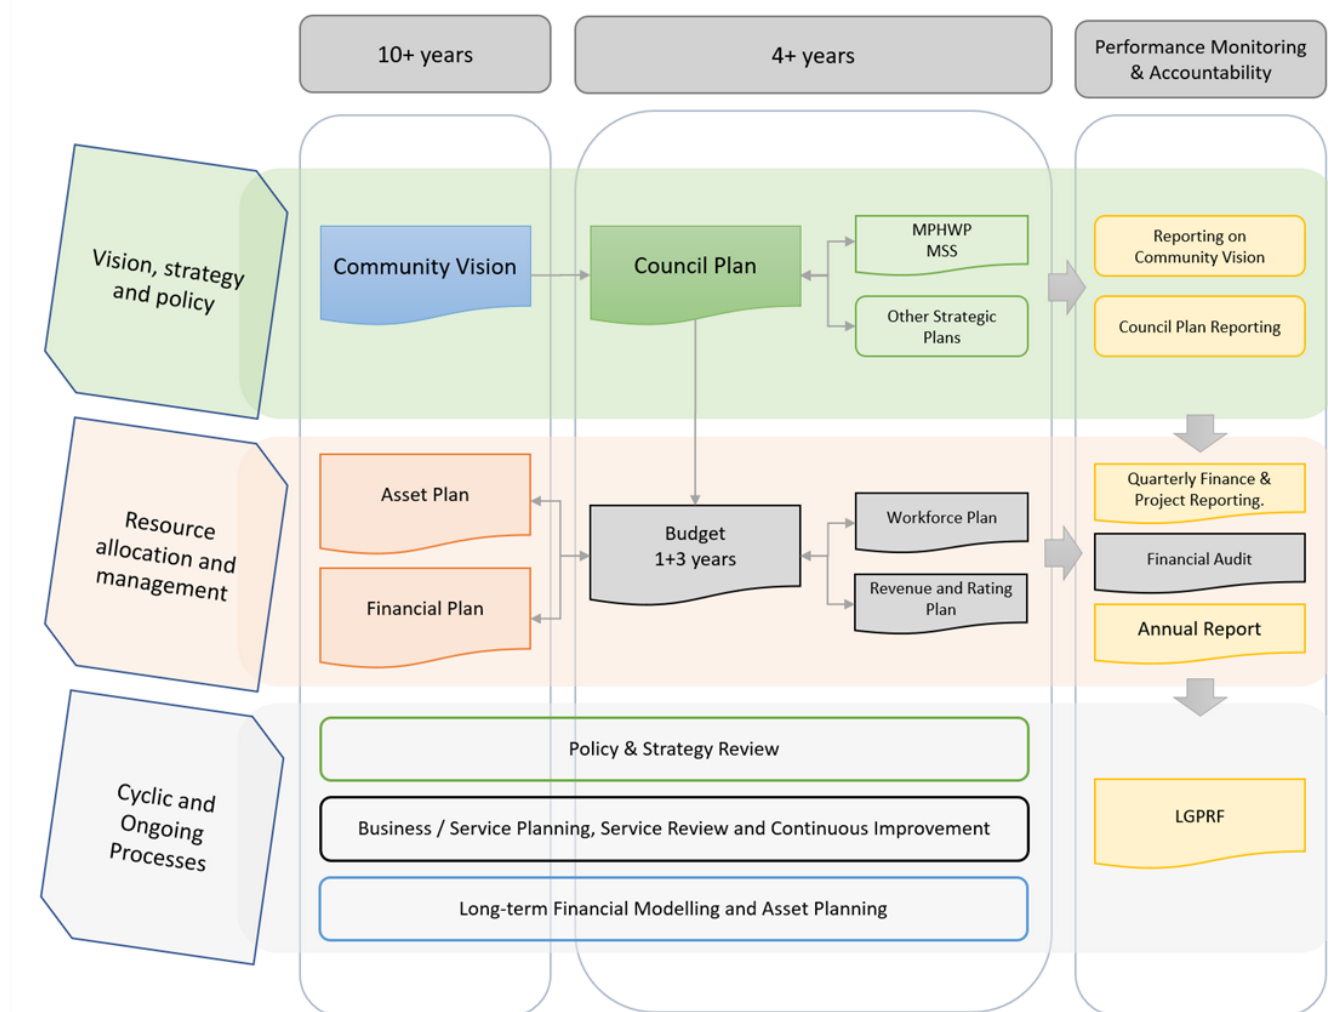 10+ years
4+ years
Performance Monitoring
& Accountability
Vision, strategy
and policy
Community Vision
Council Plan
MPHWP
MSS
Other Strategic
Plans
Reporting on
Community Vision
Council Plan Reporting
Resource
allocation and
management
Asset Plan
Financial Plan
Budget
1+3 years
Workforce Plan
Revenue and Rating
Plan
Quarterly Finance &
Project Reporting.
Financial Audit
Annual Report
Cyclic and
Ongoing
Processes
Policy & Strategy Review
Business / Service Planning, Service Review and Continuous Improvement
Long-term Financial Modelling and Asset Planning
LGPRF